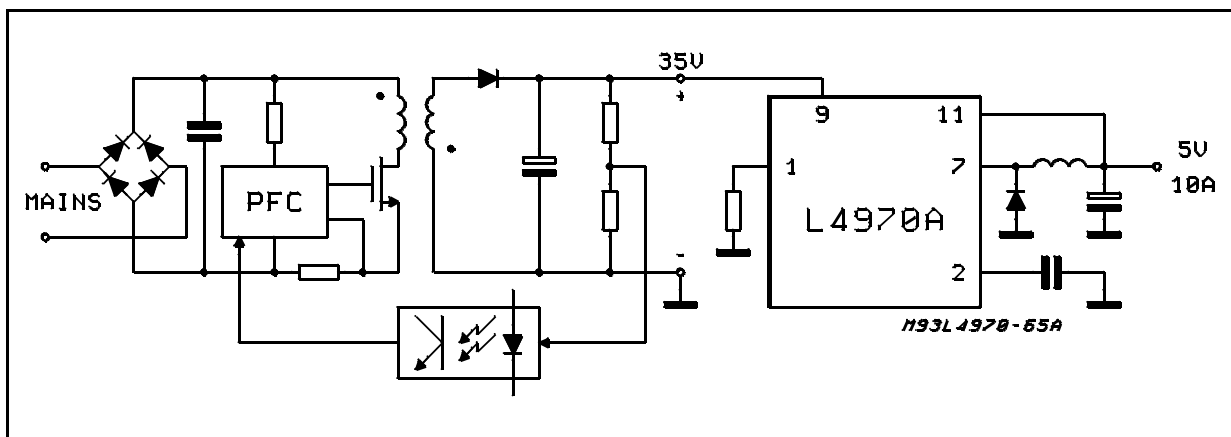 35V
+
9
11
1
7
5V
10A
MAINS
PFC
L4970A
-
2
M93L4970-65A